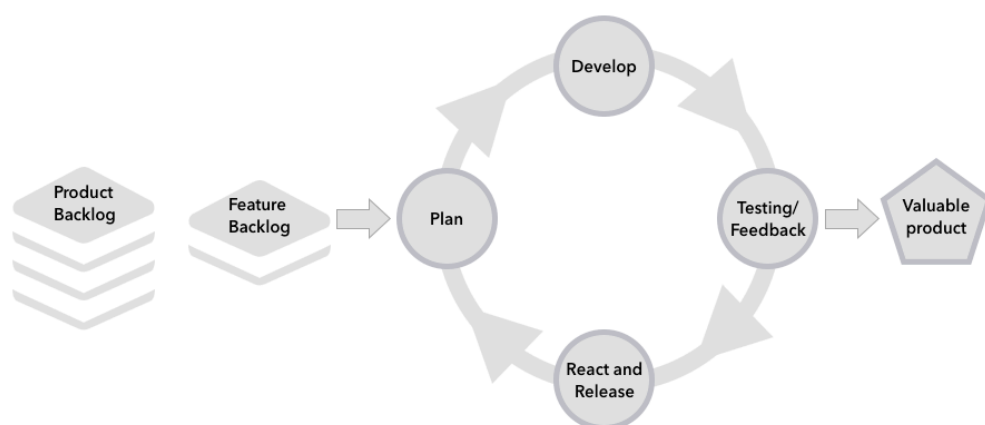 Product
Backlog
Feature
Backlog
Plan
Develop
Testing/
Feedback
React and
Release
Valuable
product